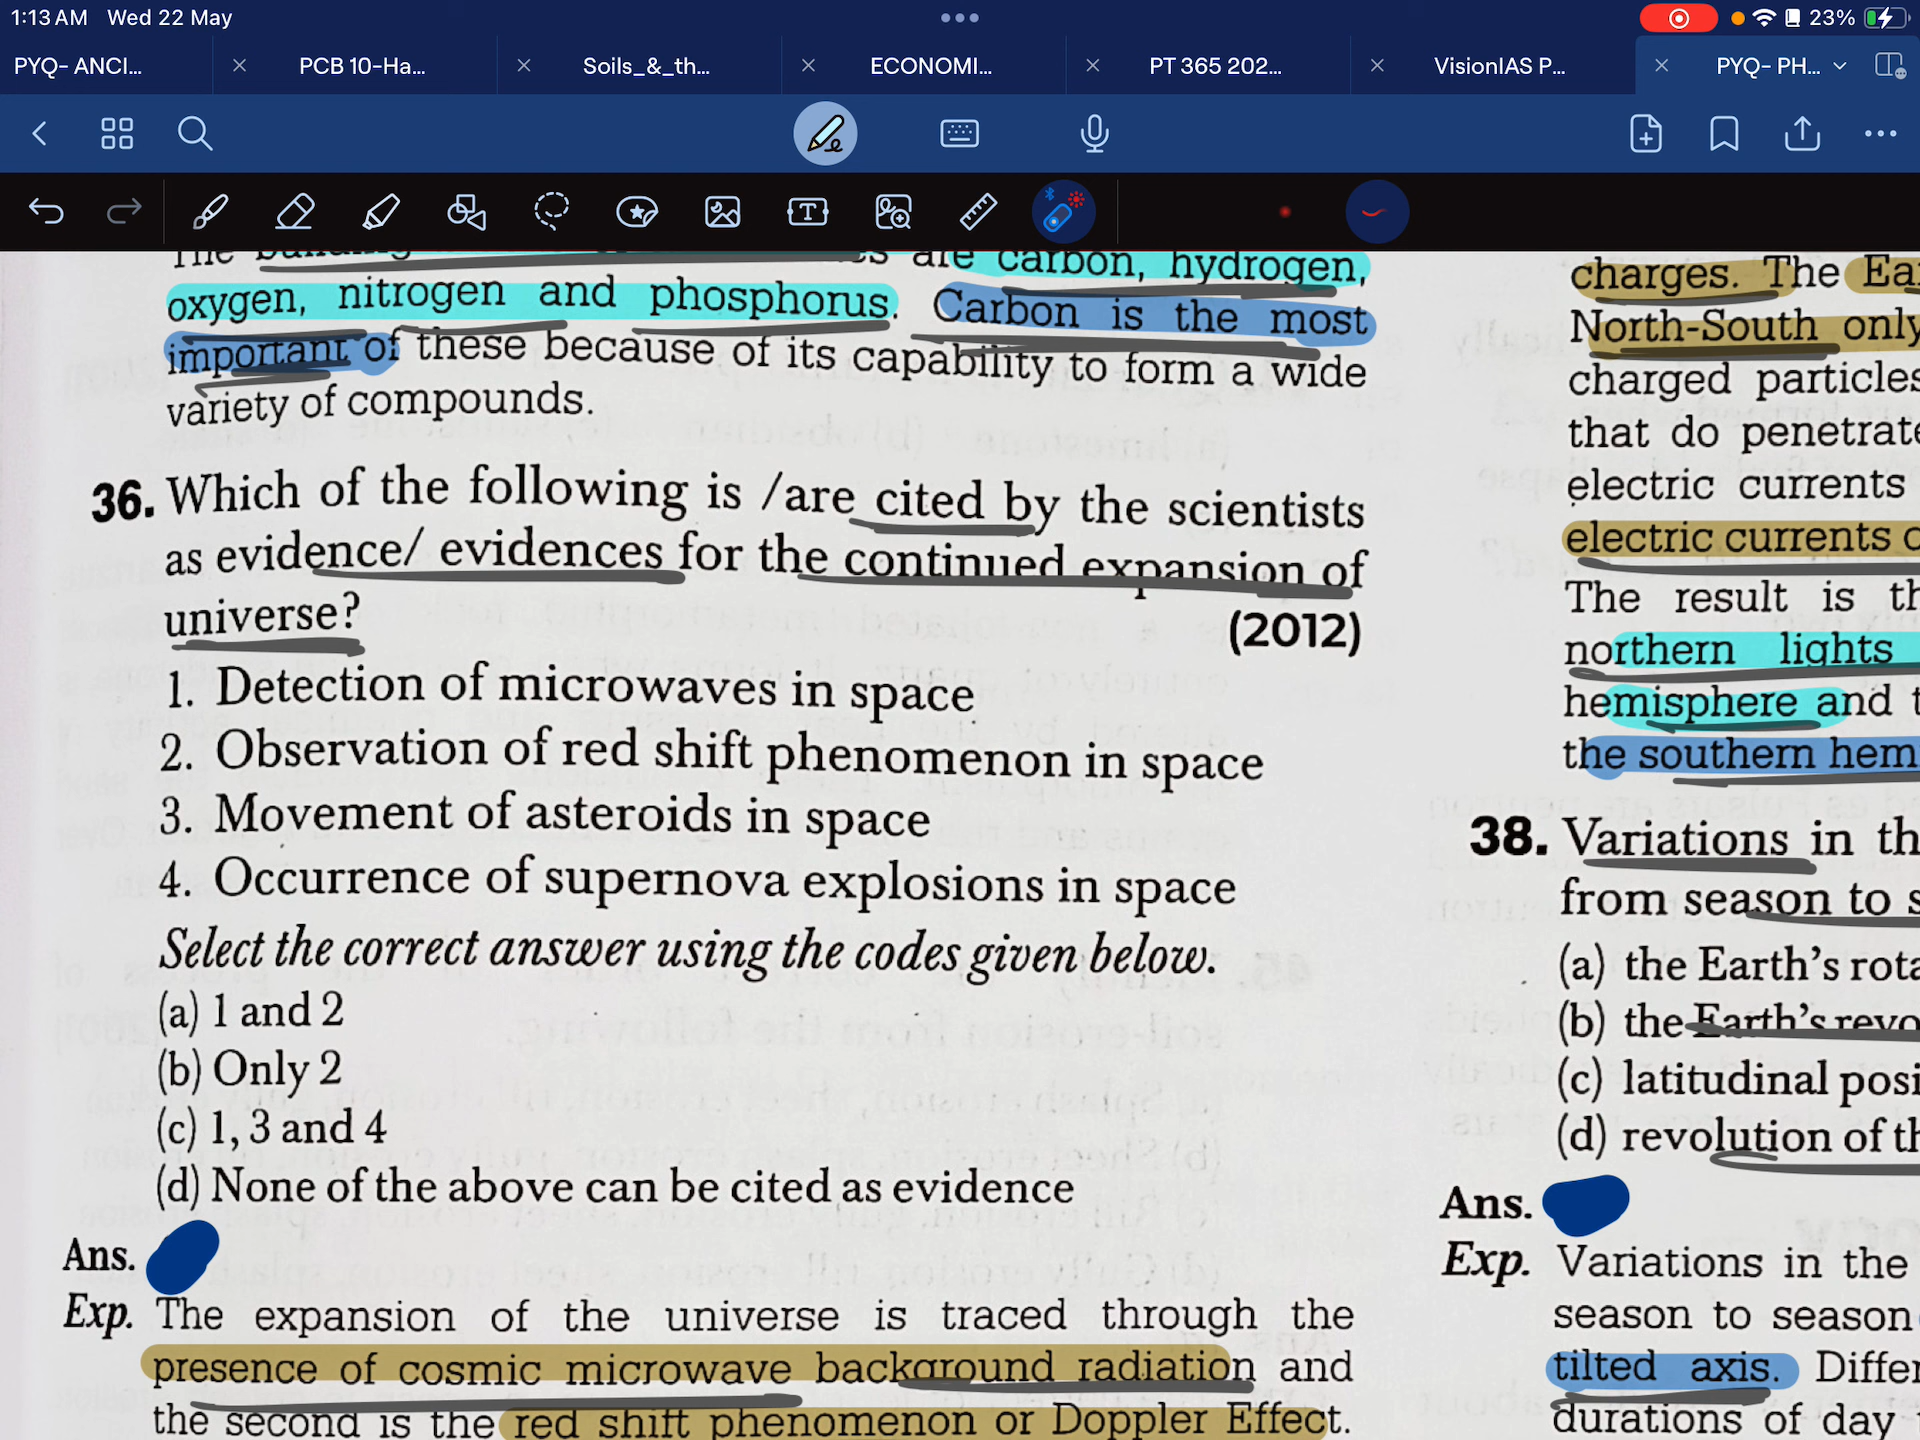 1:13 AM Wed 22 May
23%
PYQ- ANCI...
PCB 10-Ha...
Soils_&_th...
ECONOMI...
PT 365 202...
VisionIAS P...
PYQ- PH...
The are carbon, hydrogen,
oxygen, nitrogen and phosphorus. Carbon is the most
important of these because of its capability to form a wide
variety of compounds.
36. Which of the following is /are cited by the scientists
as evidence/ evidences for the continued expansion of
universe? (2012)
1. Detection of microwaves in space
2. Observation of red shift phenomenon in space
3. Movement of asteroids in space
4. Occurrence of supernova explosions in space
Select the correct answer using the codes given below.
(a) 1 and 2
(b) Only 2
(c) 1, 3 and 4
(d) None of the above can be cited as evidence
Ans.
Exp. The expansion of the universe is traced through the
presence of cosmic microwave background radiation and
the second is the red shift phenomenon or Doppler Effect.
charges. The
North-South only
charged particles
that do
electric currents
electric currents
The result is
northern lights
hemisphere and
the southern
38. Variations in
from season to
(a) the Earth's
(b) the Earth's
(c) latitudinal
(d) revolution of
Ans.
Exp. Variations in the
season to season
tilted axis.
durations of day